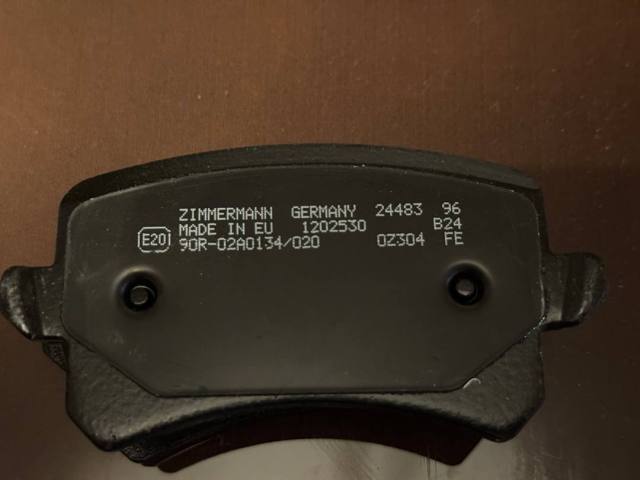 ZIMMERMANN GERMANY 24483 96
MADE IN EU 1202530 B24
E20 90R-02A0134/020 0Z304 FE